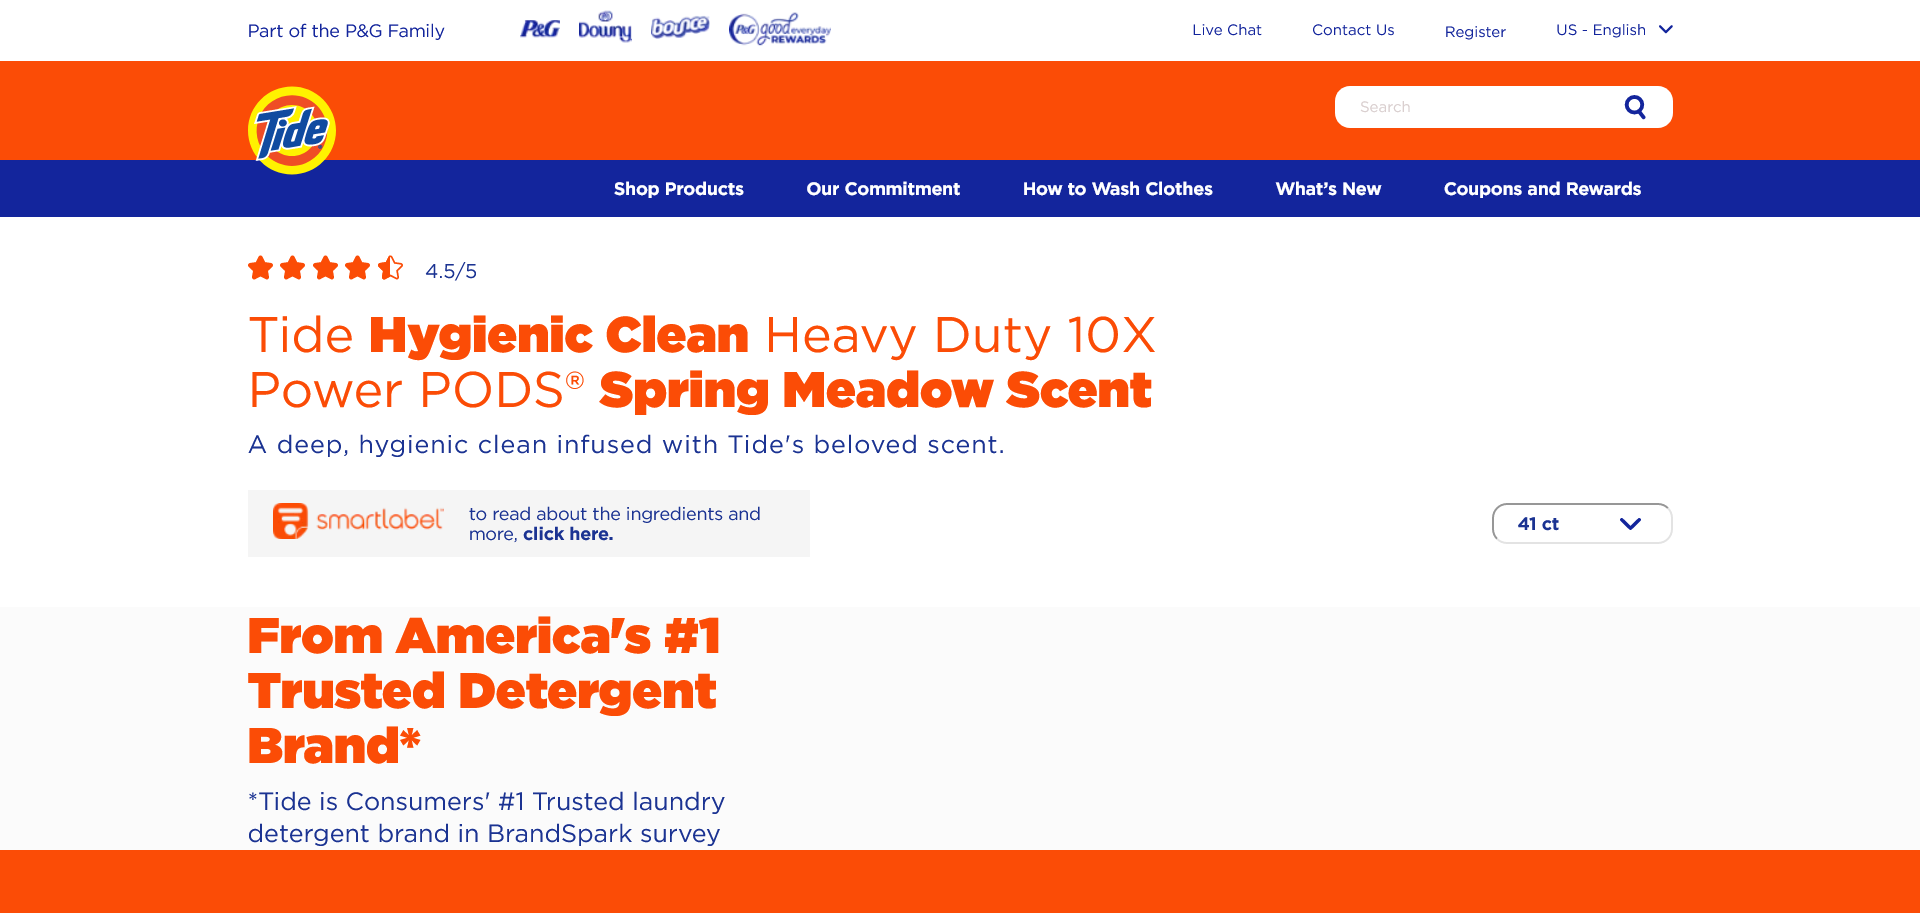 Part of the P&G Family
P&G
Downy
bounce
P&G good everyday REWARDS
Live Chat
Contact Us
Register
US - English
Tide
Search
Shop Products
Our Commitment
How to Wash Clothes
What’s New
Coupons and Rewards
4.5/5
Tide Hygienic Clean Heavy Duty 10X
Power PODS® Spring Meadow Scent
A deep, hygienic clean infused with Tide's beloved scent.
smartlabel™
to read about the ingredients and
more, click here.
41 ct
From America's #1
Trusted Detergent
Brand*
*Tide is Consumers' #1 Trusted laundry
detergent brand in BrandSpark survey